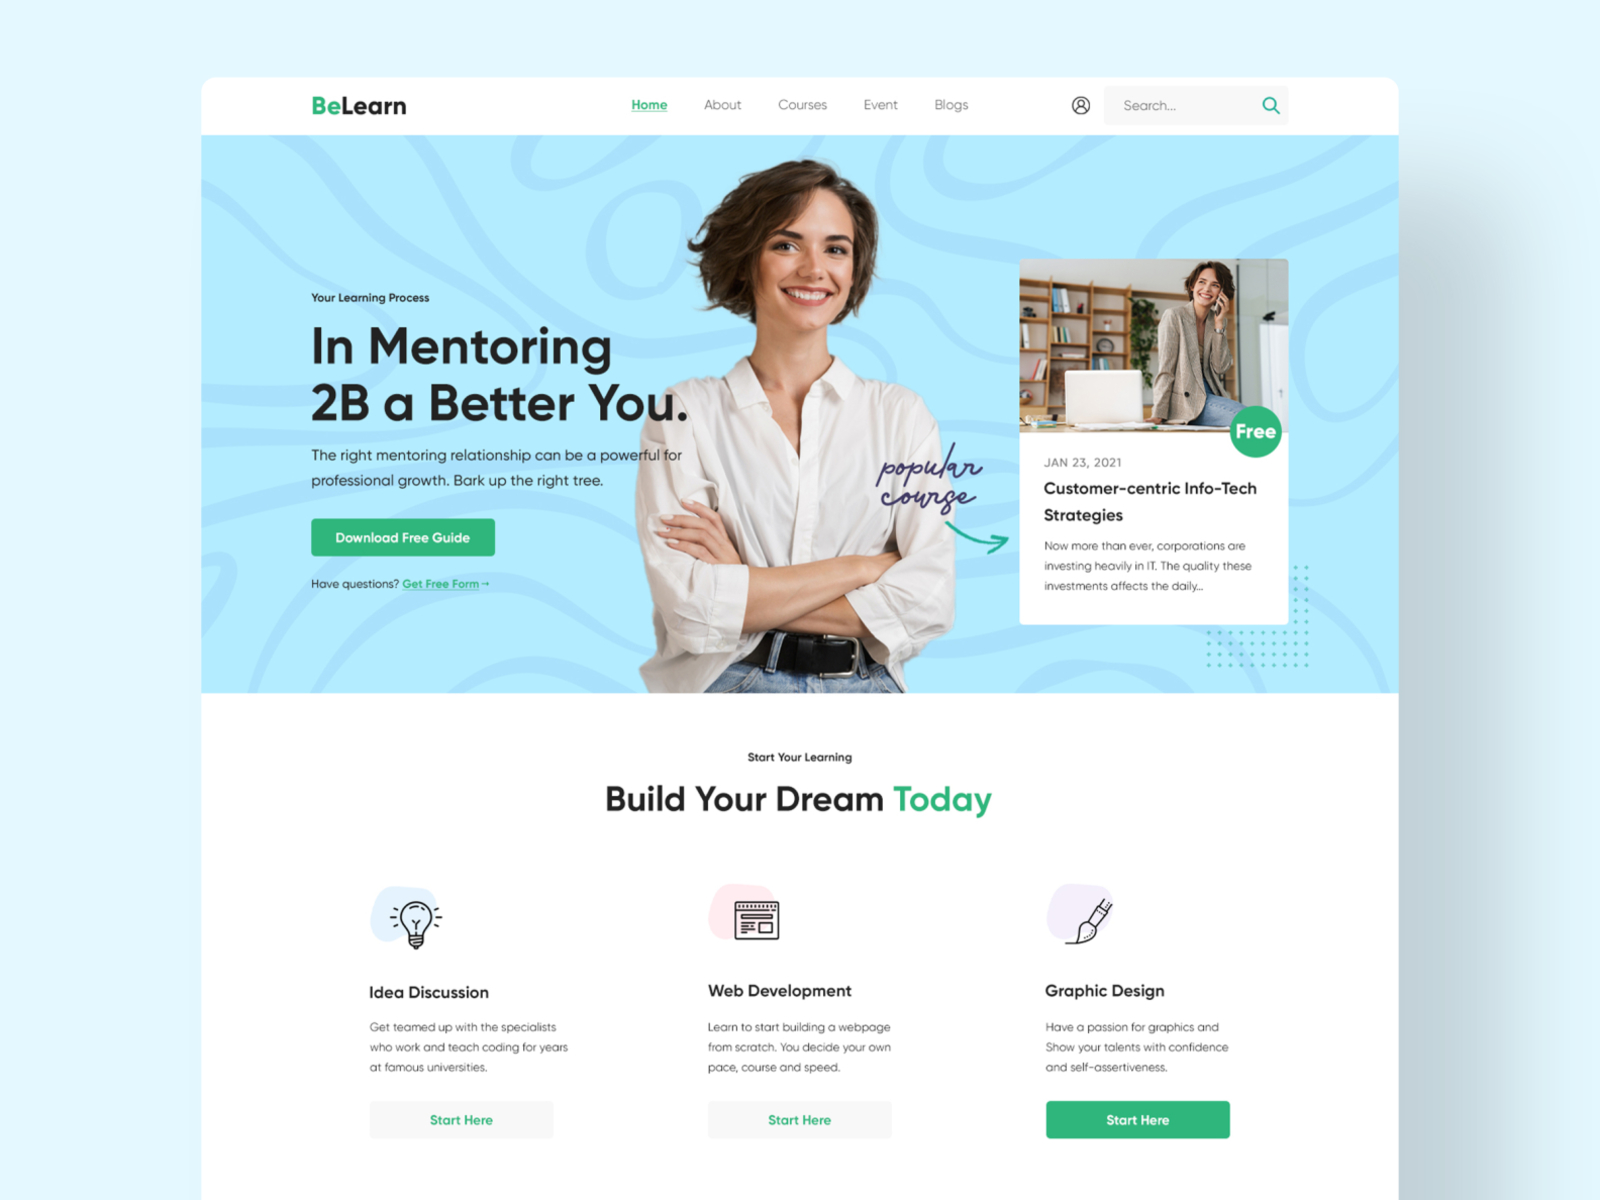 BeLearn
Home About Courses Event Blogs Search...
Your Learning Process
In Mentoring
2B a Better You.
The right mentoring relationship can be a powerful for
professional growth. Bark up the right tree.
Download Free Guide
Have questions? Get Free Form→
popular
course
Free
JAN 23, 2021
Customer-centric Info-Tech
Strategies
Now more than ever, corporations are
investing heavily in IT. The quality these
investments affects the daily...
Start Your Learning
Build Your Dream Today
Idea Discussion
Get teamed up with the specialists
who work and teach coding for years
at famous universities.
Start Here
Web Development
Learn to start building a webpage
from scratch. You decide your own
pace, course and speed.
Start Here
Graphic Design
Have a passion for graphics and
Show your talents with confidence
and self-assertiveness.
Start Here